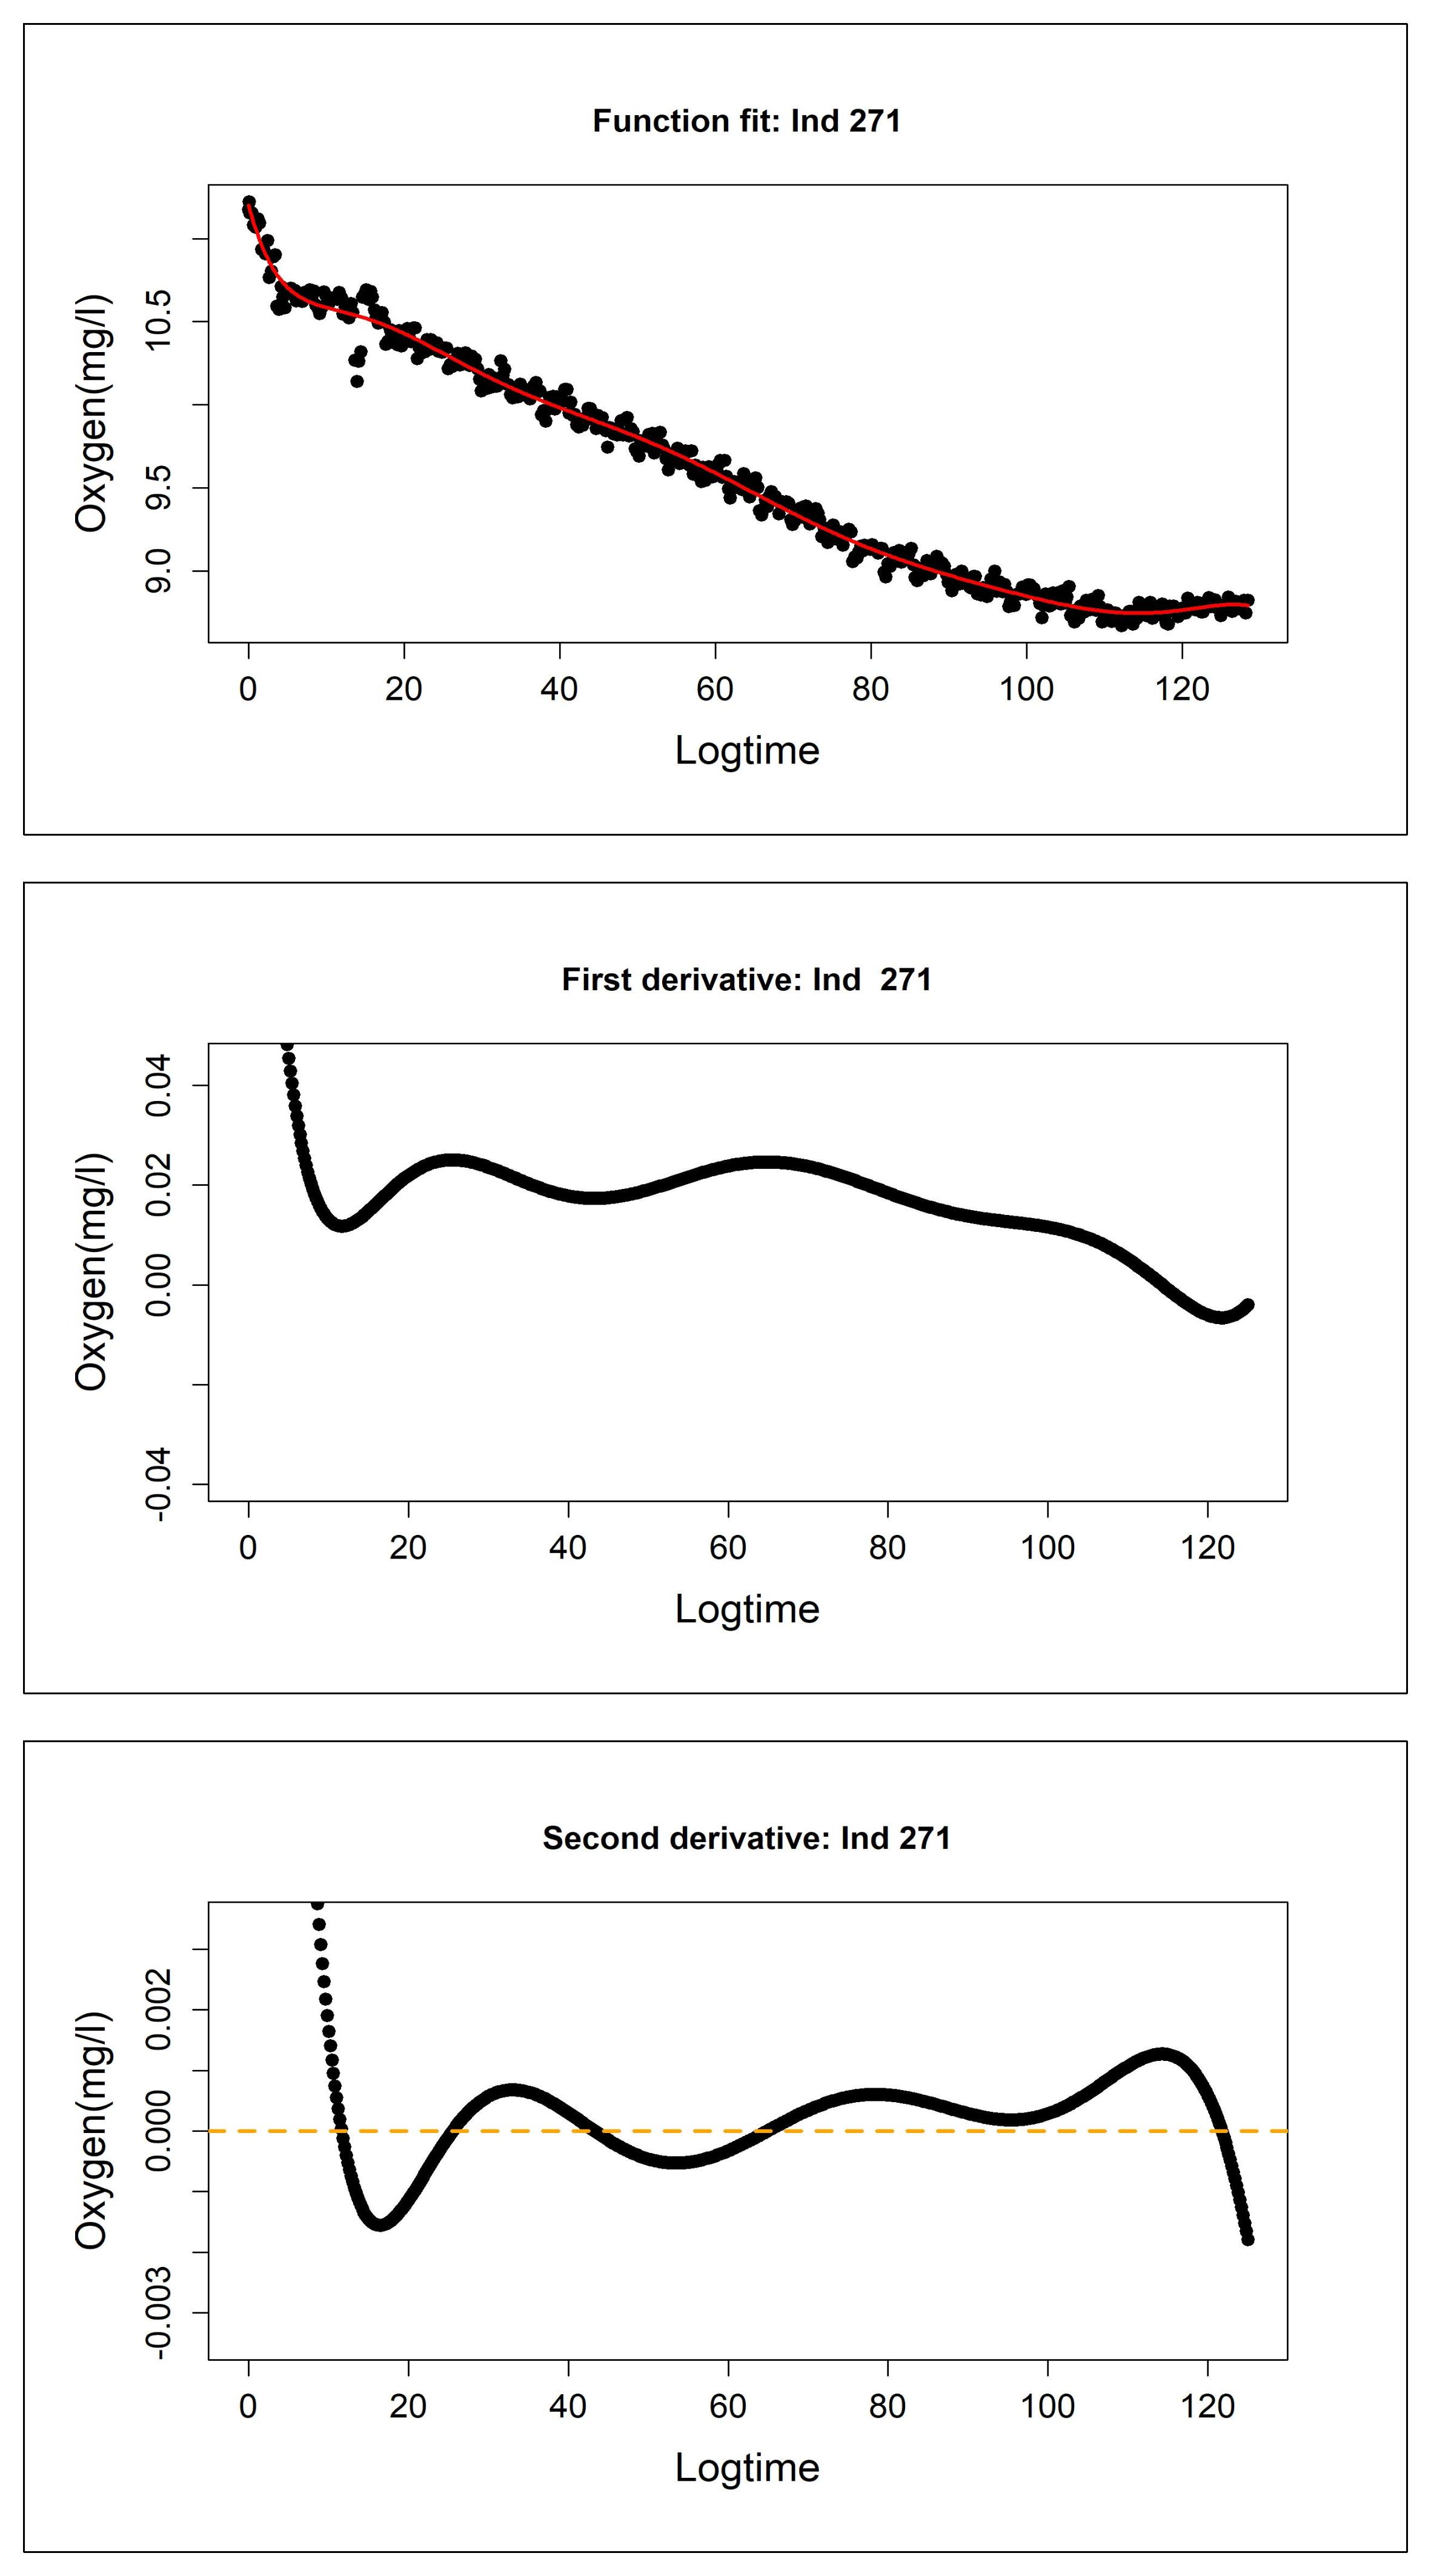 Function fit: Ind 271
Oxygen(mg/l)
10.5
9.5
9.0
0 20 40 60 80 100 120
Logtime
First derivative: Ind  271
Oxygen(mg/l)
0.04
0.02
0.00
-0.04
0 20 40 60 80 100 120
Logtime
Second derivative: Ind 271
Oxygen(mg/l)
0.002
0.000
-0.003
0 20 40 60 80 100 120
Logtime